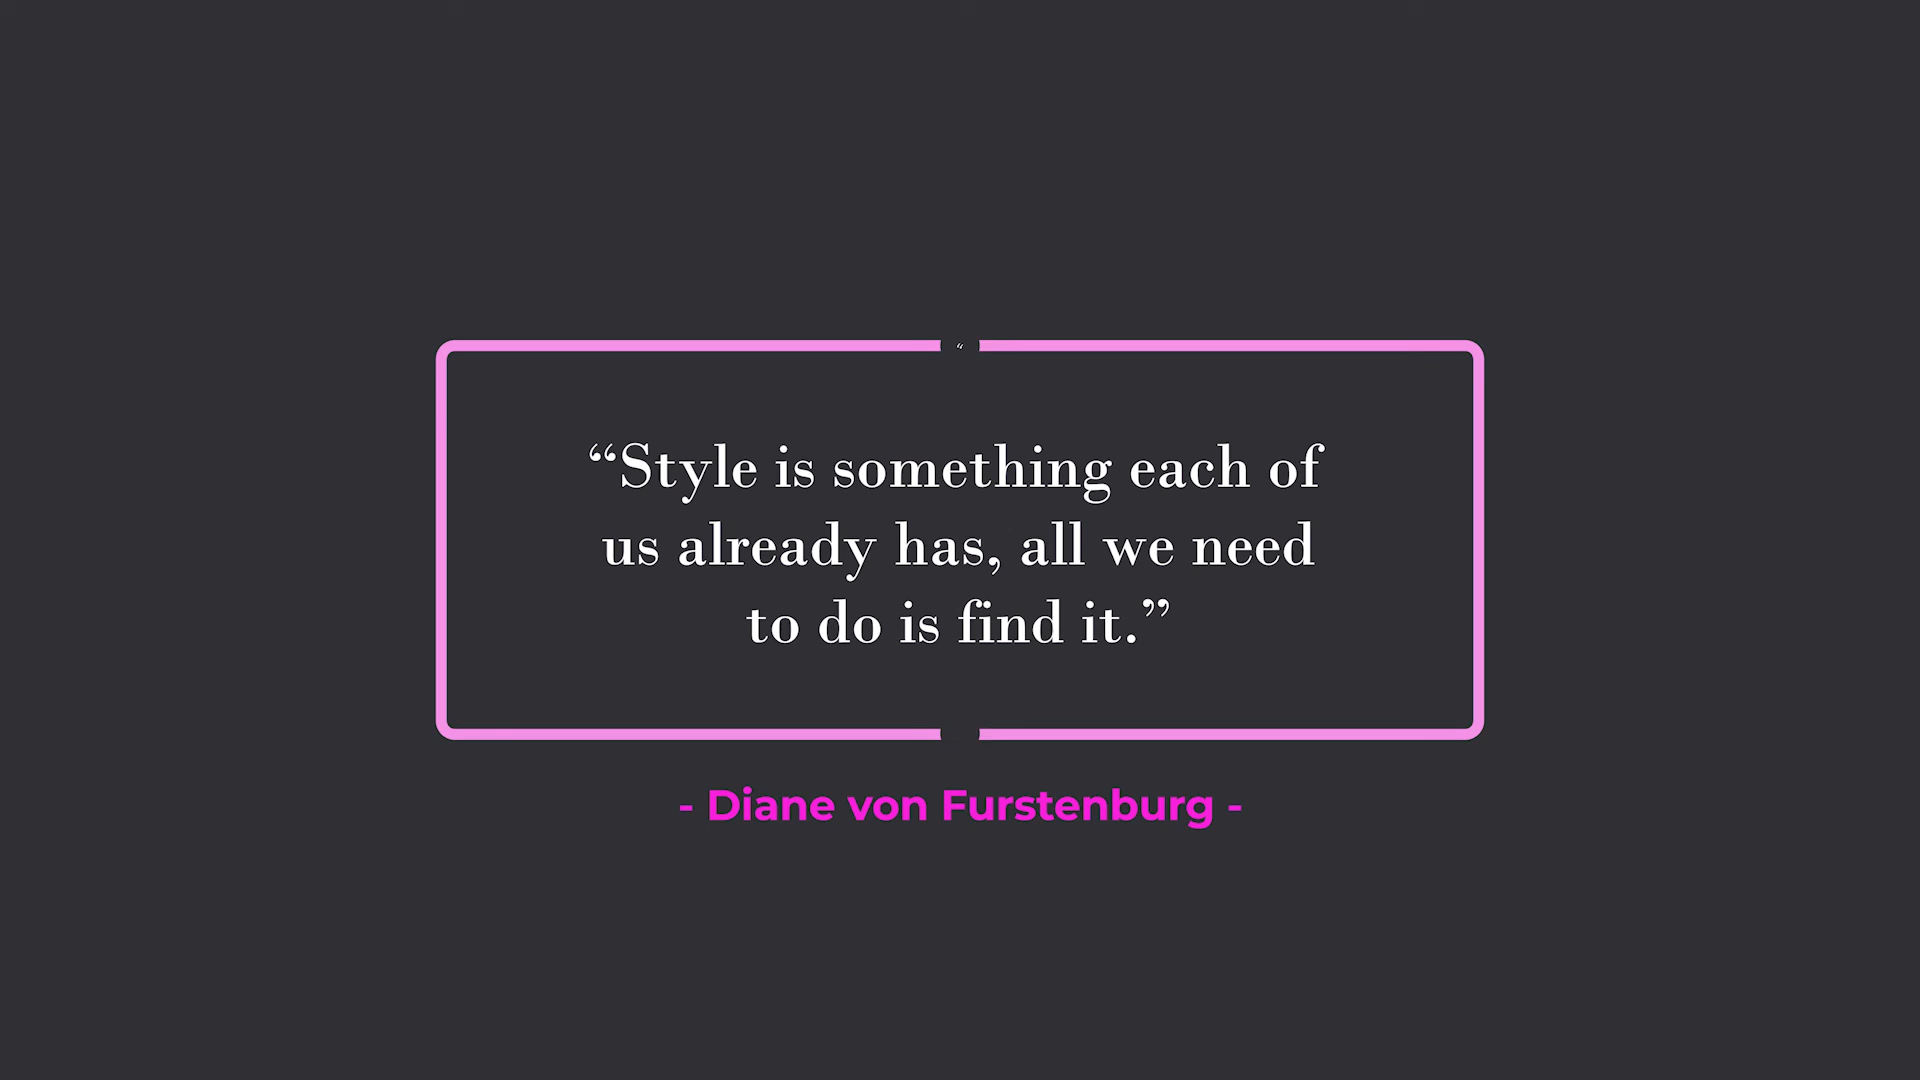 “
“Style is something each of
us already has, all we need
to do is find it.”
- Diane von Furstenburg -